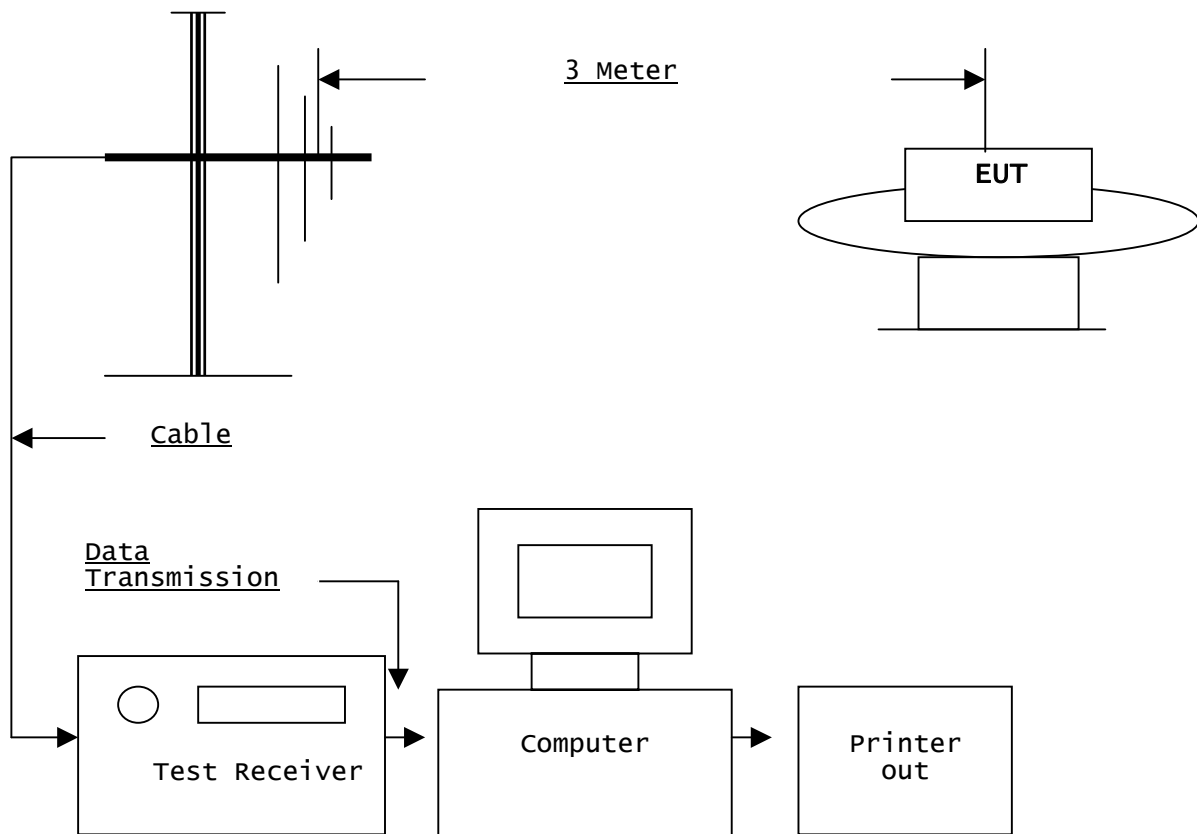 3 Meter
EUT
Cable
Data
Transmission
Test Receiver
Computer
Printer
out